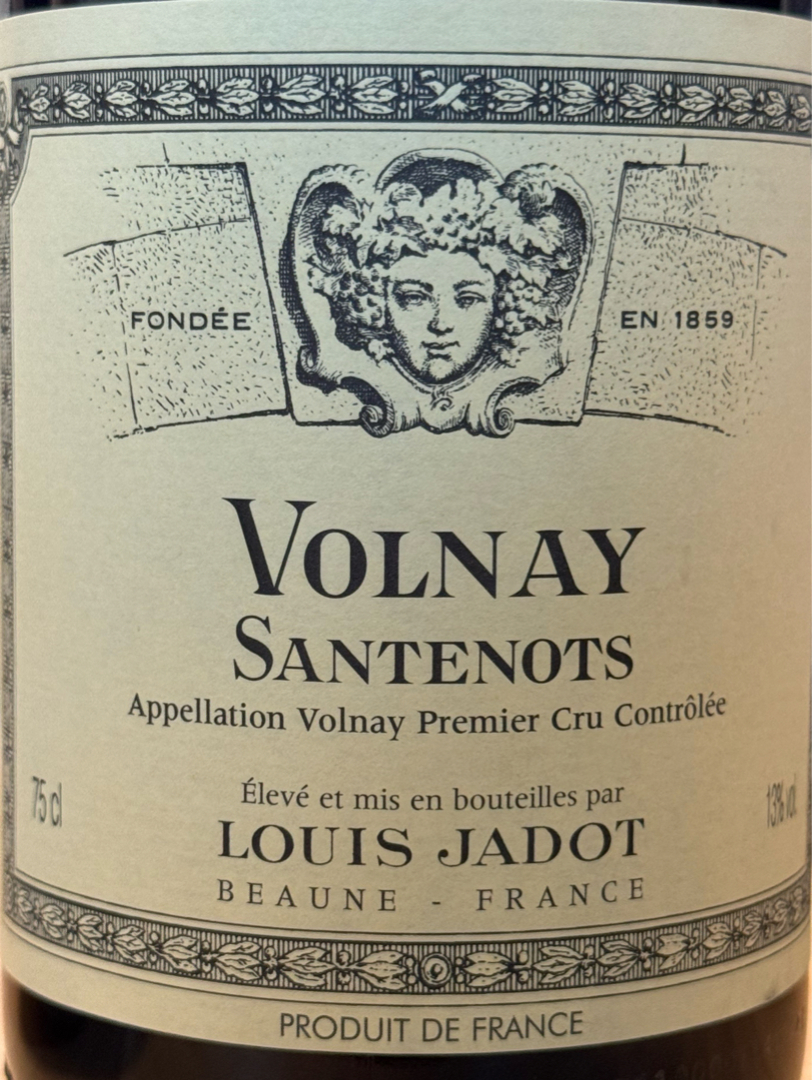 FONDÉE EN 1859
VOLNAY
SANTENOTS
Appellation Volnay Premier Cru Contrôlée
75 cl
13% vol
Élevé et mis en bouteilles par
LOUIS JADOT
BEAUNE - FRANCE
PRODUIT DE FRANCE